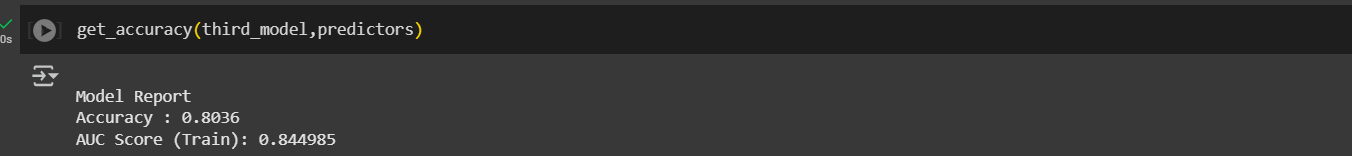 get_accuracy(third_model,predictors)
0s
Model Report
Accuracy : 0.8036
AUC Score (Train): 0.844985